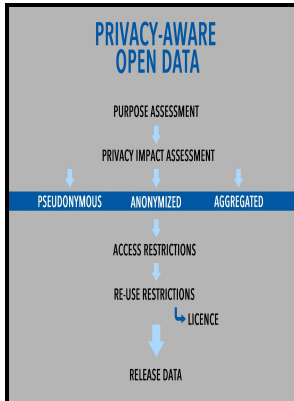 PRIVACY-AWARE
OPEN DATA
PURPOSE ASSESSMENT
PRIVACY IMPACT ASSESSMENT
PSEUDONYMOUS ANONYMIZED AGGREGATED
ACCESS RESTRICTIONS
RE-USE RESTRICTIONS
LICENCE
RELEASE DATA